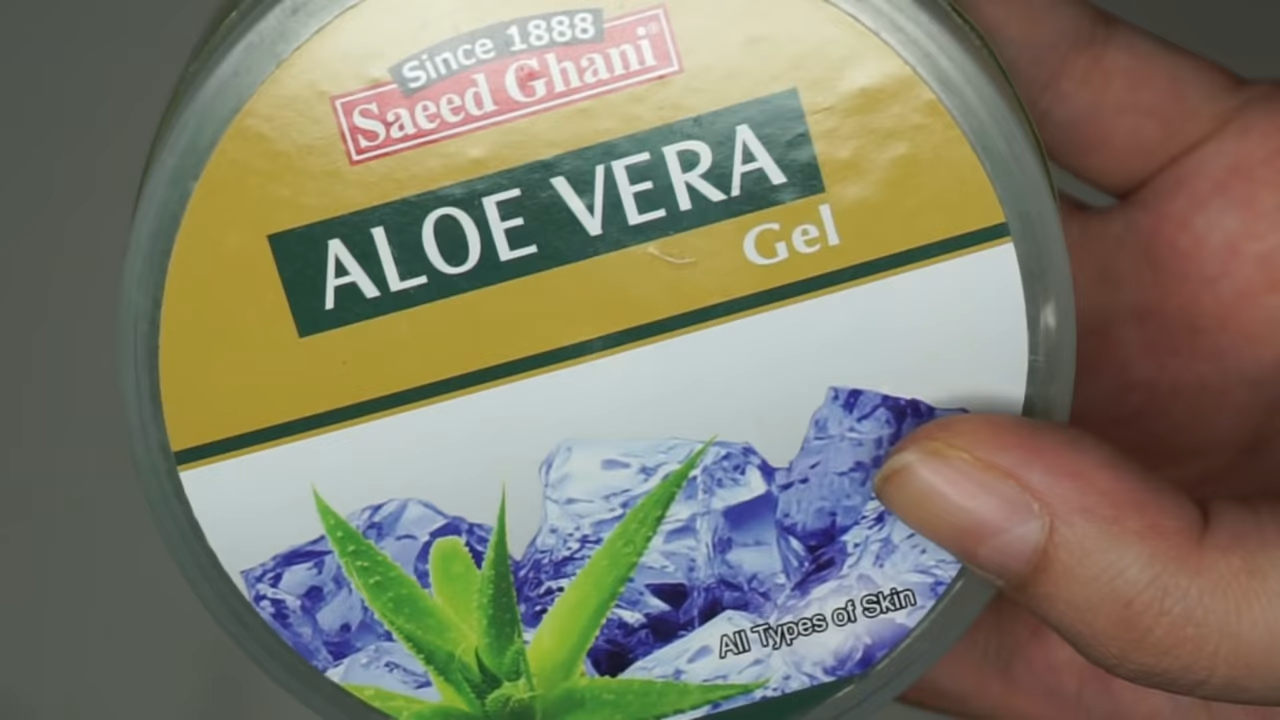 Since 1888
Saeed Ghani®
ALOE VERA
Gel
All Types of Skin